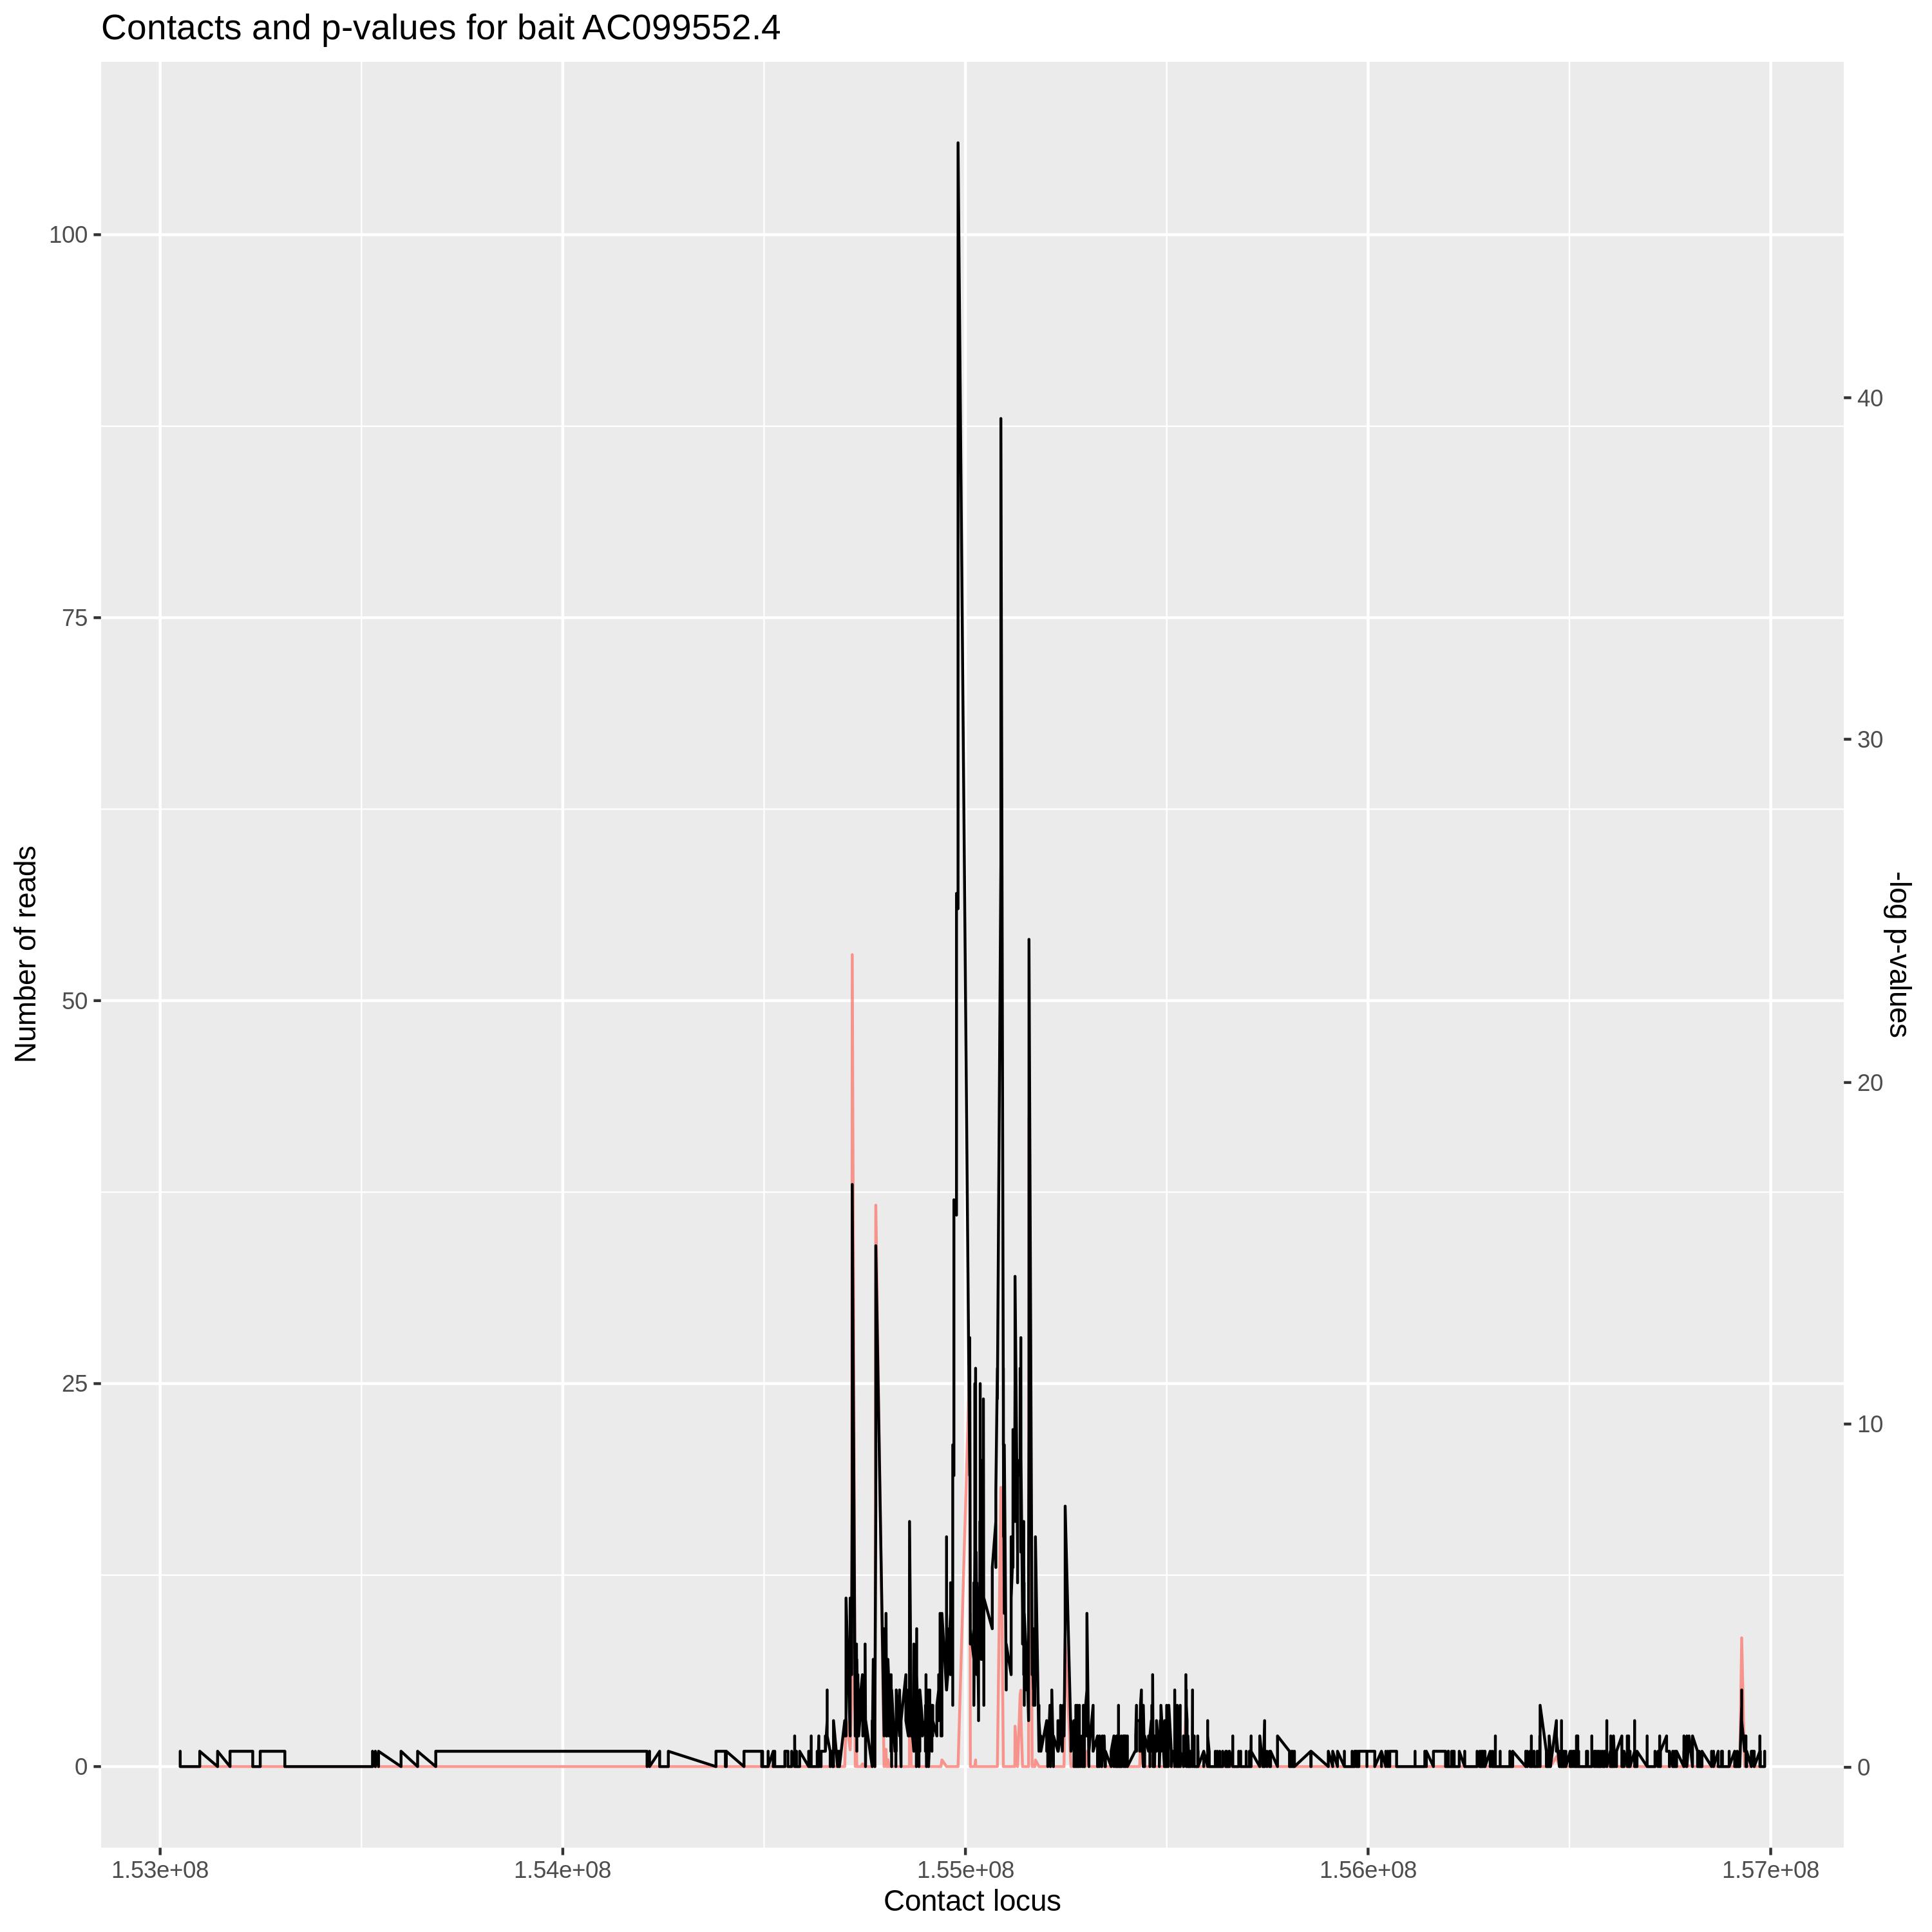 Contacts and p-values for bait AC099552.4
100
75
50
25
0
Number of reads
40
30
20
10
0
-log p-values
1.53e+08 1.54e+08 1.55e+08 1.56e+08 1.57e+08
Contact locus